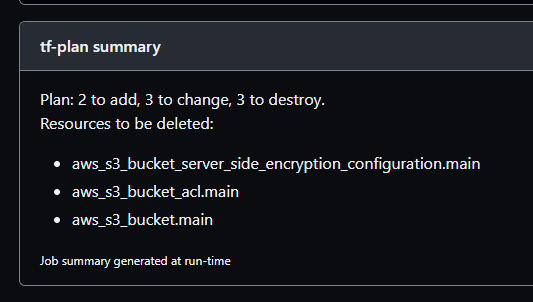 tf-plan summary
Plan: 2 to add, 3 to change, 3 to destroy.
Resources to be deleted:
• aws_s3_bucket_server_side_encryption_configuration.main
• aws_s3_bucket_acl.main
• aws_s3_bucket.main
Job summary generated at run-time